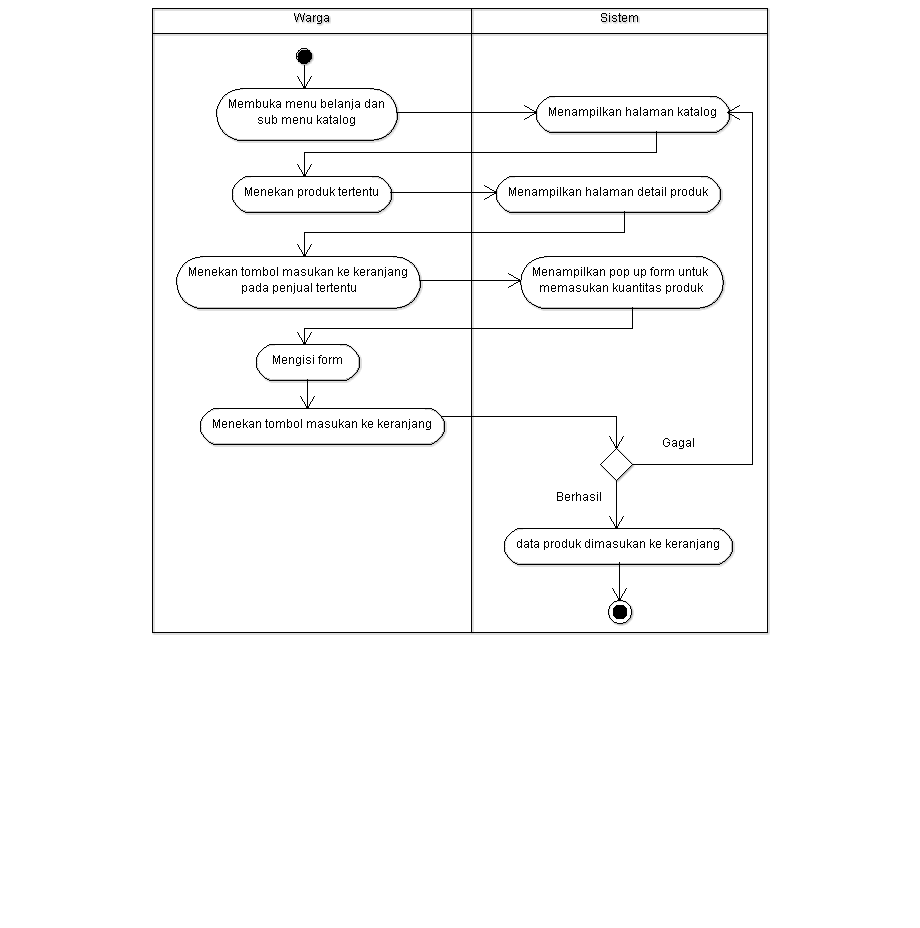 Warga
Sistem
Membuka menu belanja dan
sub menu katalog
Menampilkan halaman katalog
Menekan produk tertentu
Menampilkan halaman detail produk
Menekan tombol masukan ke keranjang
pada penjual tertentu
Menampilkan pop up form untuk
memasukan kuantitas produk
Mengisi form
Menekan tombol masukan ke keranjang
Gagal
Berhasil
data produk dimasukan ke keranjang